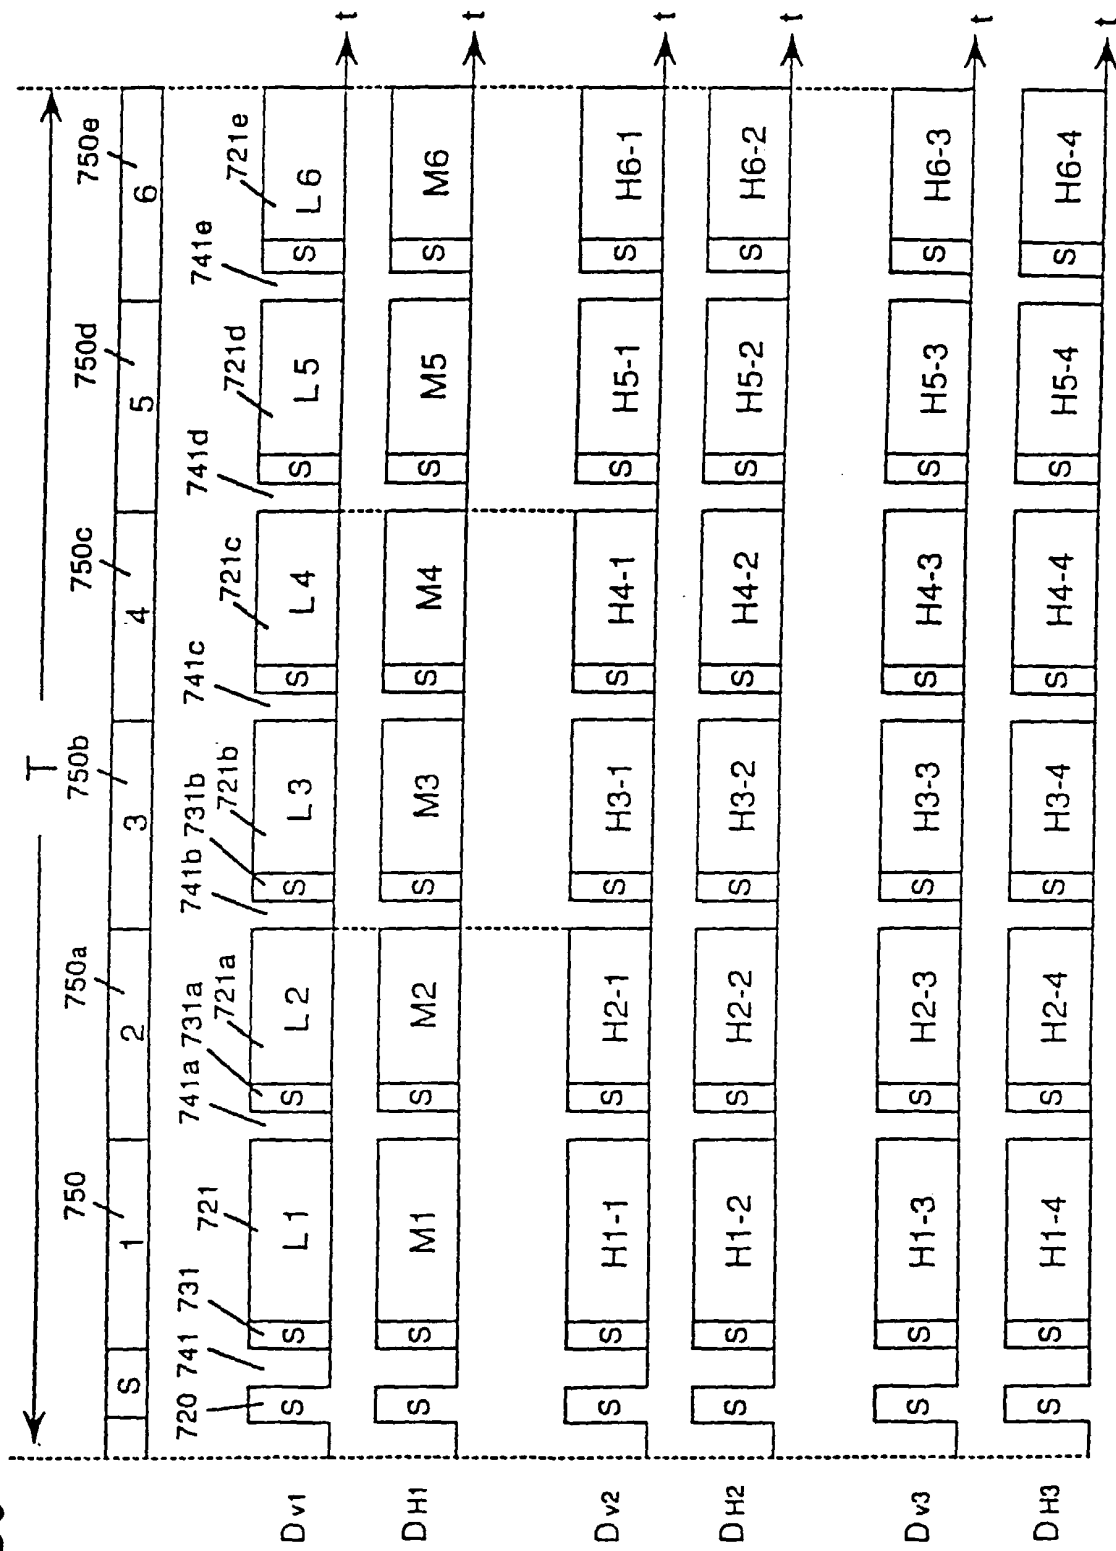 T
750 750a 750b 750c 750d 750e
S 1 2 3 4 5 6
720 741 731 721 741a 731a 721a 741b 731b 721b 741c 721c 741d 721d 741e 721e
Dv1 S S L1 S L2 S L3 S L4 S L5 S L6 t
DH1 S S M1 S M2 S M3 S M4 S M5 S M6 t
Dv2 S S H1-1 S H2-1 S H3-1 S H4-1 S H5-1 S H6-1 t
DH2 S S H1-2 S H2-2 S H3-2 S H4-2 S H5-2 S H6-2 t
Dv3 S S H1-3 S H2-3 S H3-3 S H4-3 S H5-3 S H6-3 t
DH3 S S H1-4 S H2-4 S H3-4 S H4-4 S H5-4 S H6-4 t